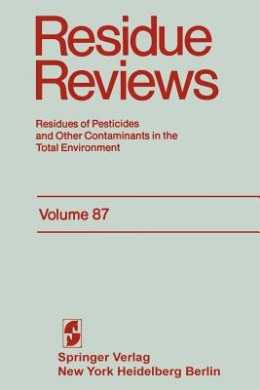 Residue
Reviews
Residues of Pesticides
and Other Contaminants in the
Total Environment
Volume 87
Springer Verlag
New York Heidelberg Berlin